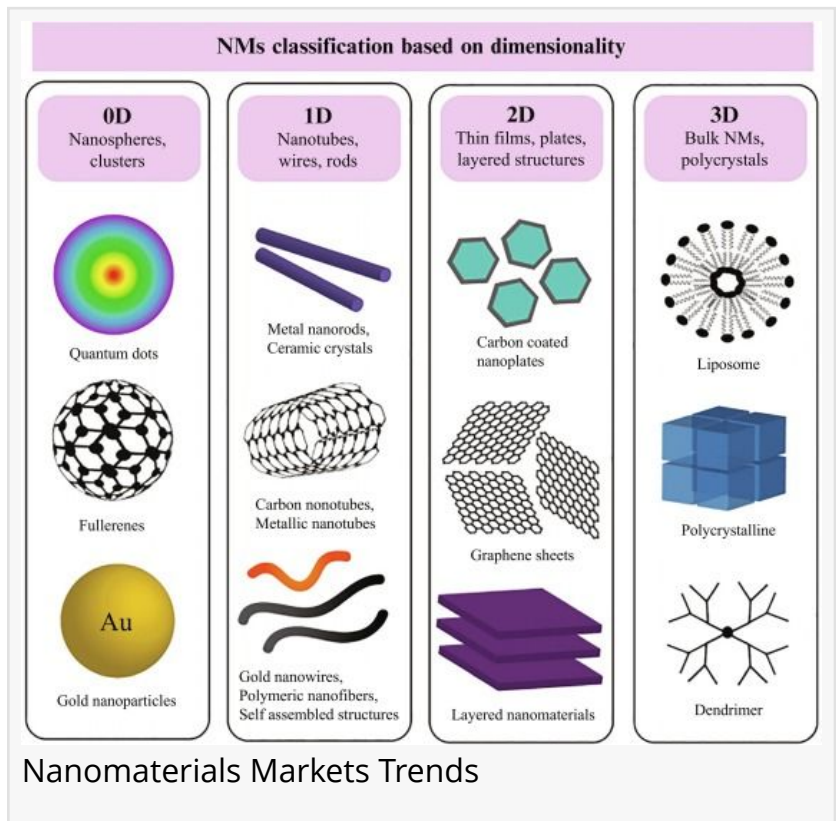 NMs classification based on dimensionality
0D
Nanospheres,
clusters
Quantum dots
Fullerenes
Au
Gold nanoparticles
1D
Nanotubes,
wires, rods
Metal nanorods,
Ceramic crystals
Carbon nonotubes,
Metallic nanotubes
Gold nanowires,
Polymeric nanofibers,
Self assembled structures
2D
Thin films, plates,
layered structures
Carbon coated
nanoplates
Graphene sheets
Layered nanomaterials
3D
Bulk NMs,
polycrystals
Liposome
Polycrystalline
Dendrimer
Nanomaterials Markets Trends